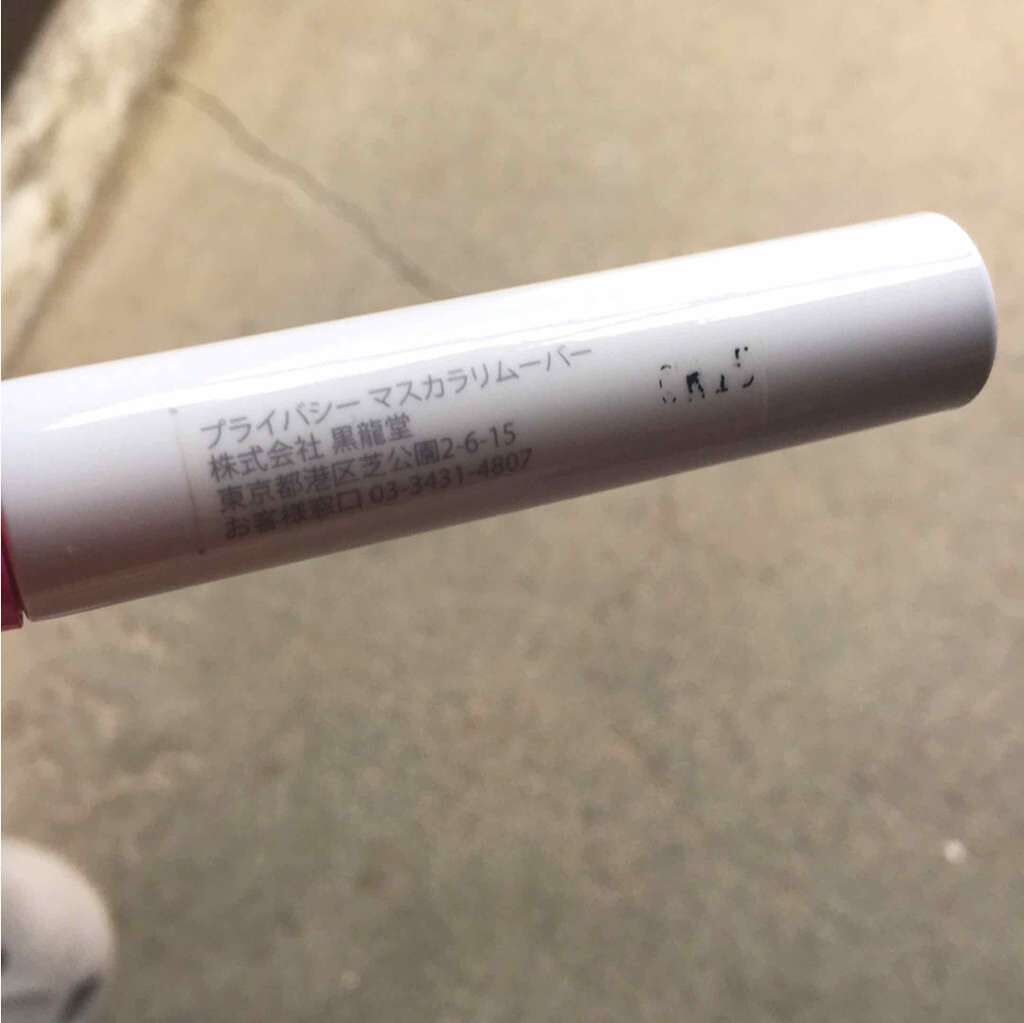 プライバシー マスカラリムーバー
株式会社 黒龍堂
東京都港区芝公園2-6-15
お客様窓口 03-3431-4807